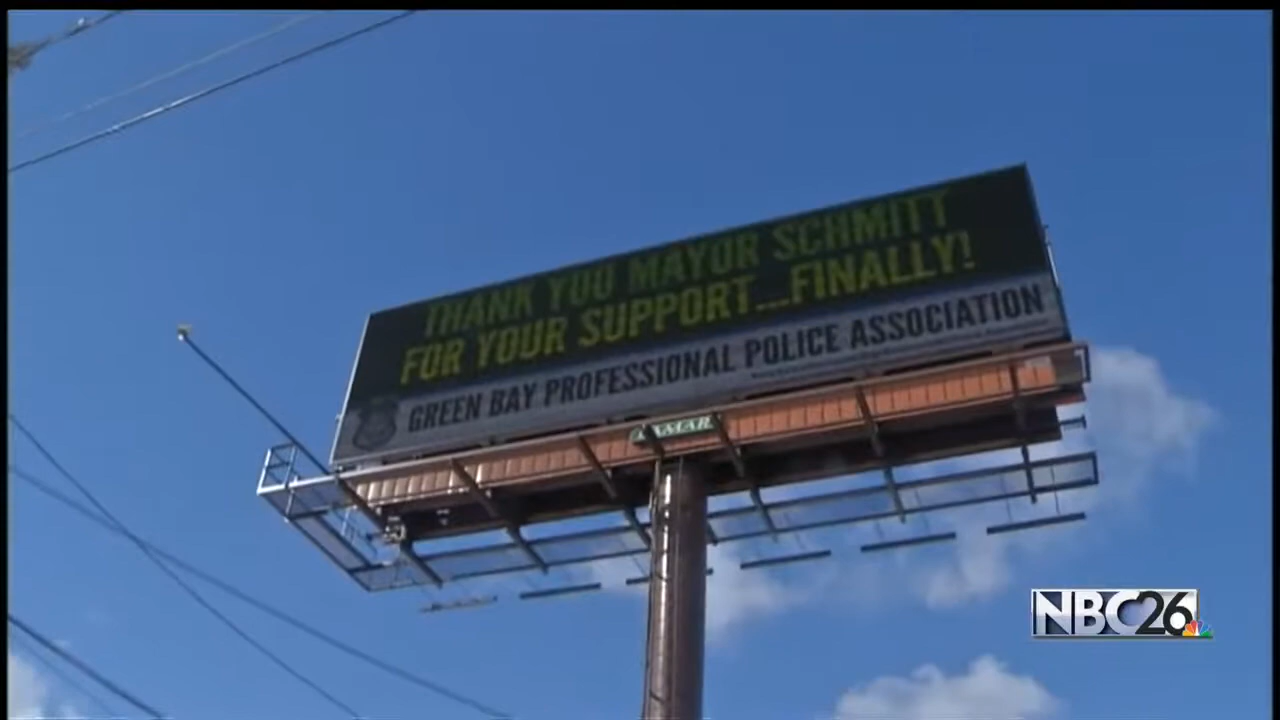 THANK YOU MAYOR SCHMITT
FOR YOUR SUPPORT...FINALLY!
GREEN BAY PROFESSIONAL POLICE ASSOCIATION
LAMAR
NBC26